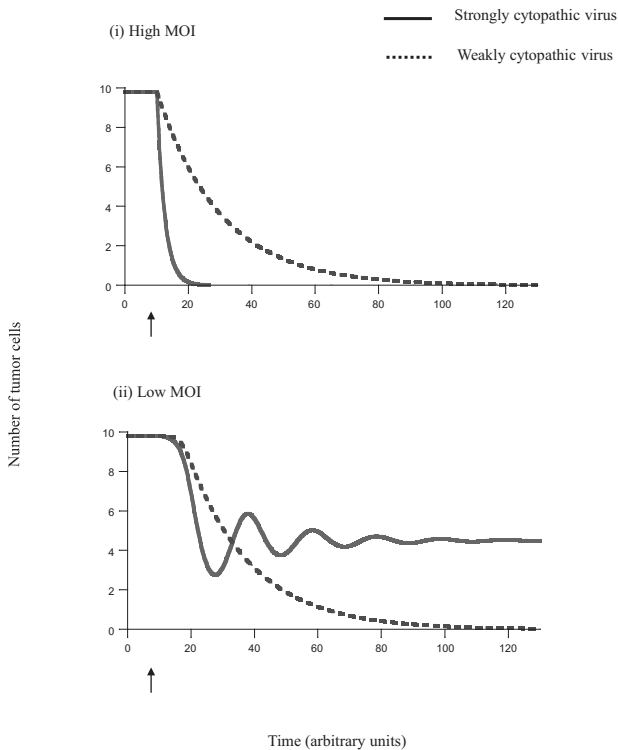 Strongly cytopathic virus
(i) High MOI
Weakly cytopathic virus
10
8
6
4
2
0
0 20 40 60 80 100 120
Number of tumor cells
(ii) Low MOI
10
8
6
4
2
0
0 20 40 60 80 100 120
Time (arbitrary units)